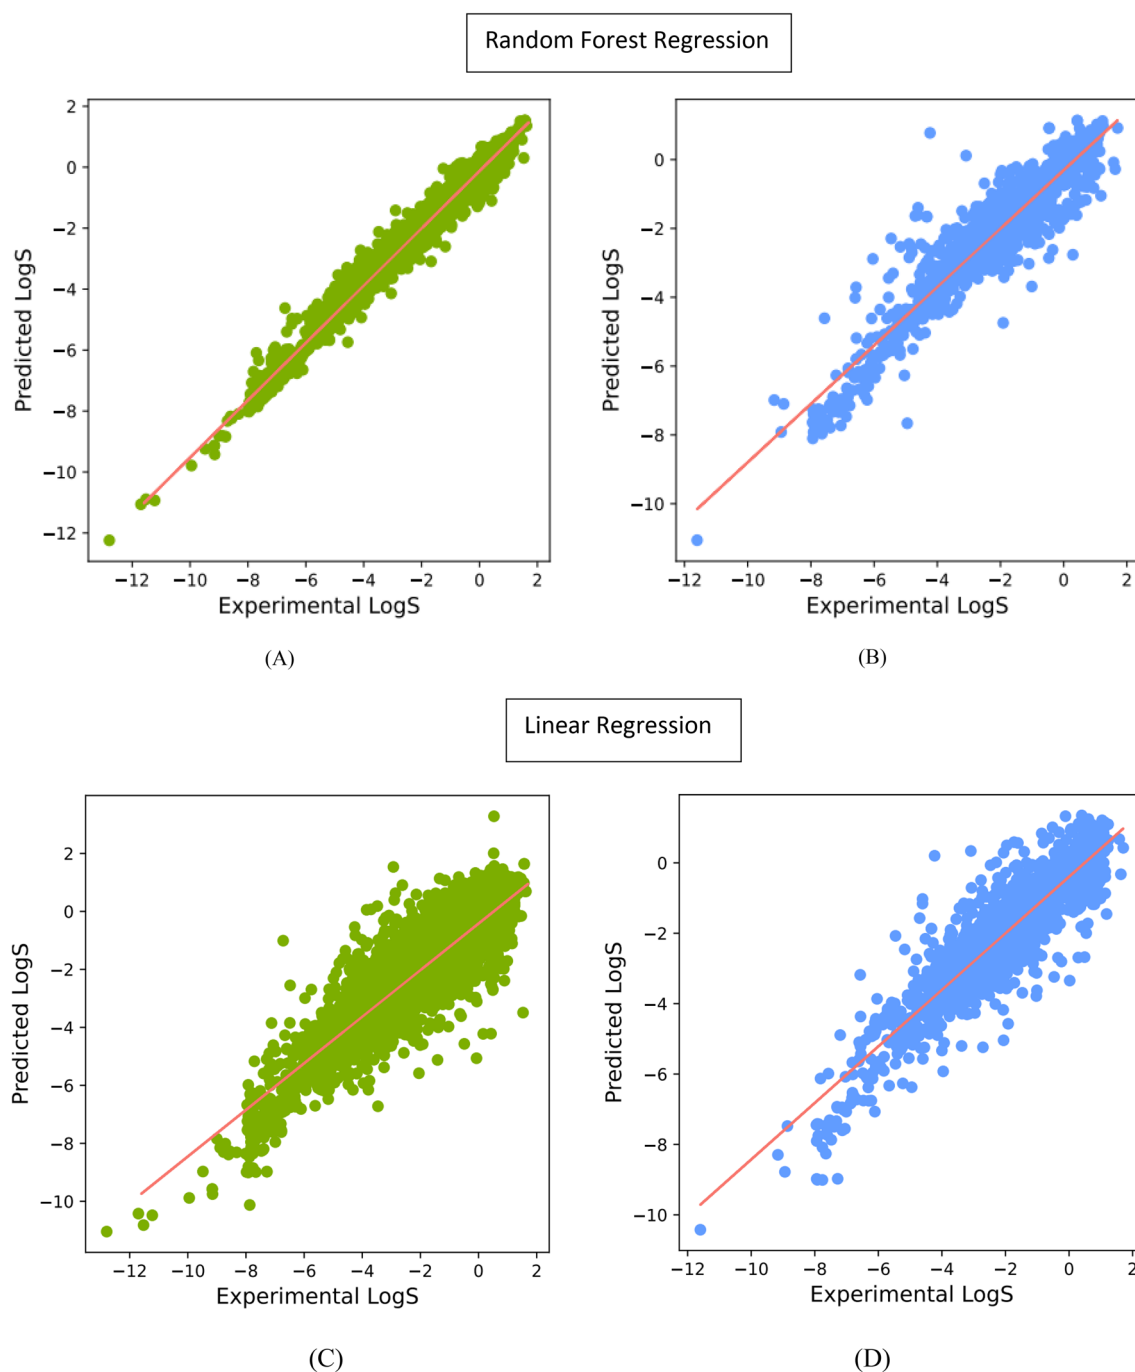 Random Forest Regression
2
0
−2
−4
−6
−8
−10
−12
Predicted LogS
−12 −10 −8 −6 −4 −2 0 2
Experimental LogS
(A)
0
−2
−4
−6
−8
−10
Predicted LogS
−12 −10 −8 −6 −4 −2 0 2
Experimental LogS
(B)
Linear Regression
2
0
−2
−4
−6
−8
−10
Predicted LogS
−12 −10 −8 −6 −4 −2 0 2
Experimental LogS
(C)
0
−2
−4
−6
−8
−10
Predicted LogS
−12 −10 −8 −6 −4 −2 0 2
Experimental LogS
(D)